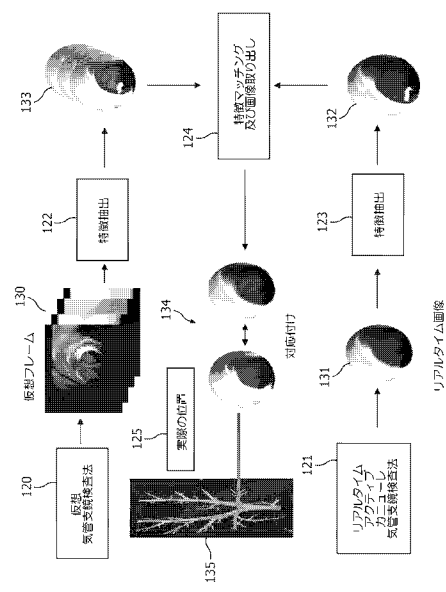 120
仮想
気管支鏡検査法
仮想フレーム
130
122
特徴抽出
133
125
実際の位置
134
対応付け
124
特徴マッチング
及び画像取り出し
135
121
リアルタイム
アクティブ
カニューレ
気管支鏡検査法
131
リアルタイム画像
123
特徴抽出
132